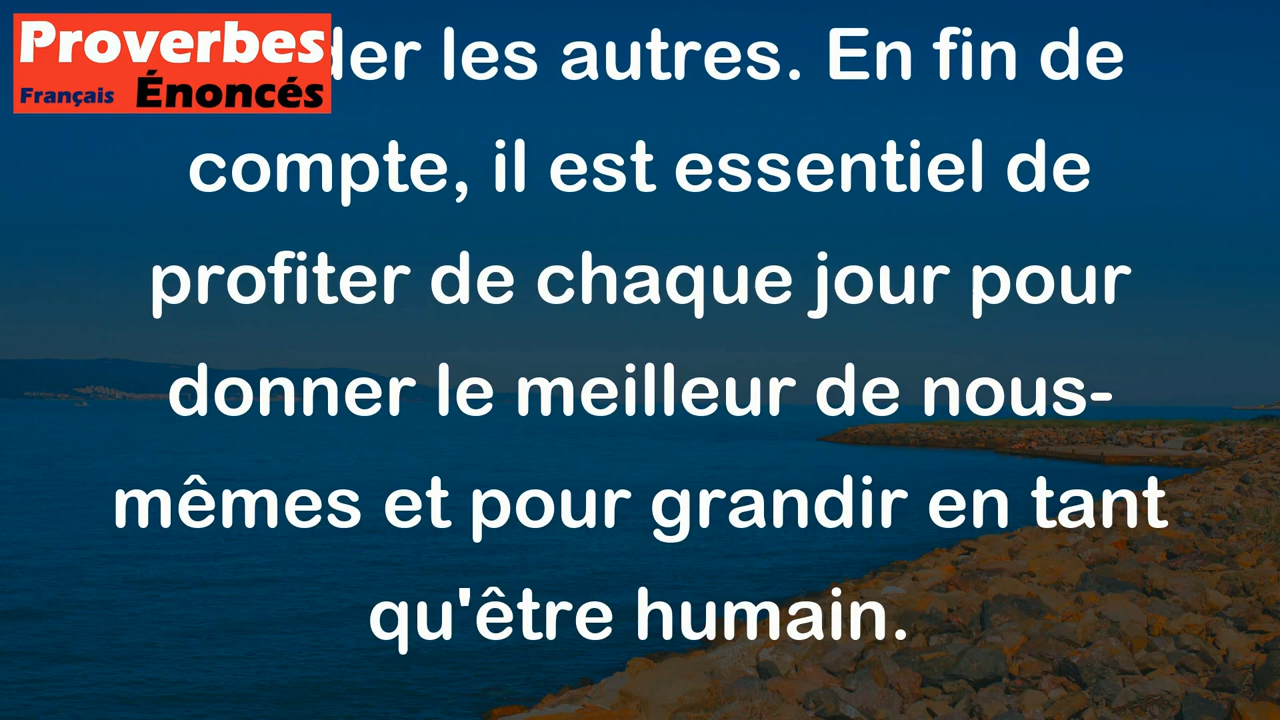 Proverbes
Français Énoncés
les autres. En fin de
compte, il est essentiel de
profiter de chaque jour pour
donner le meilleur de nous-
mêmes et pour grandir en tant
qu'être humain.